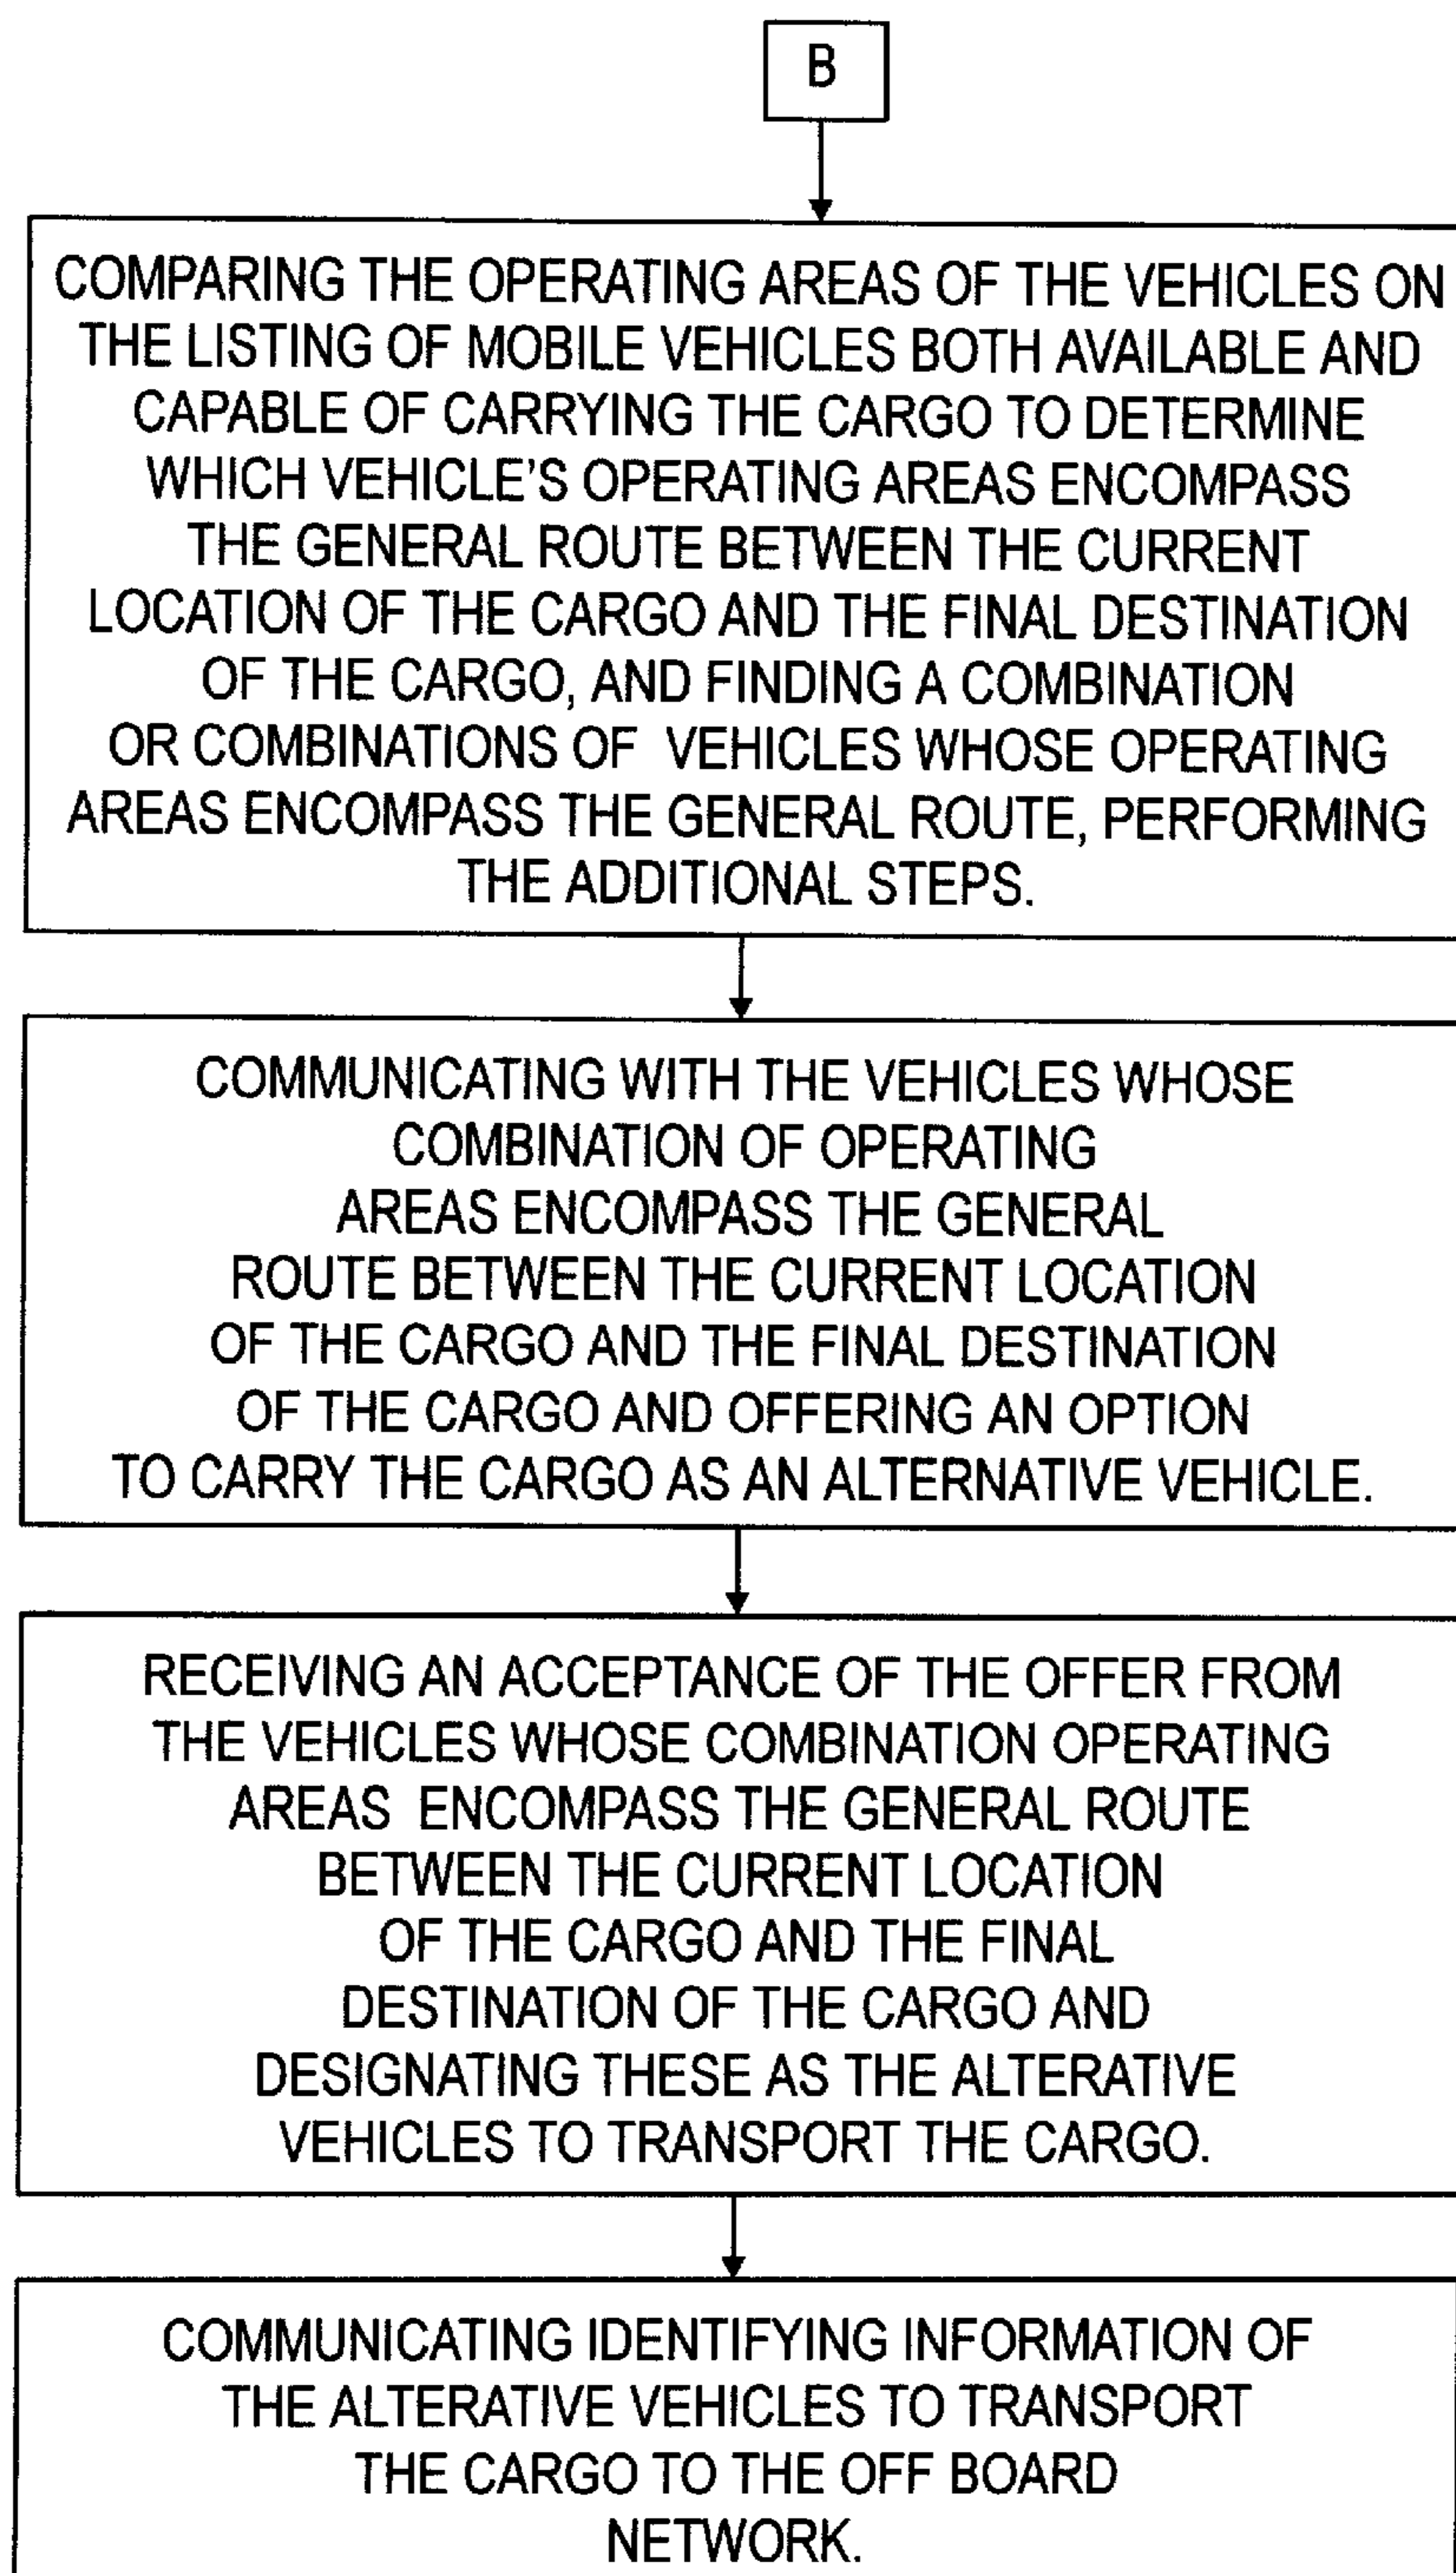 B
COMPARING THE OPERATING AREAS OF THE VEHICLES ON
THE LISTING OF MOBILE VEHICLES BOTH AVAILABLE AND
CAPABLE OF CARRYING THE CARGO TO DETERMINE
WHICH VEHICLE'S OPERATING AREAS ENCOMPASS
THE GENERAL ROUTE BETWEEN THE CURRENT
LOCATION OF THE CARGO AND THE FINAL DESTINATION
OF THE CARGO, AND FINDING A COMBINATION
OR COMBINATIONS OF VEHICLES WHOSE OPERATING
AREAS ENCOMPASS THE GENERAL ROUTE, PERFORMING
THE ADDITIONAL STEPS.
COMMUNICATING WITH THE VEHICLES WHOSE
COMBINATION OF OPERATING
AREAS ENCOMPASS THE GENERAL
ROUTE BETWEEN THE CURRENT LOCATION
OF THE CARGO AND THE FINAL DESTINATION
OF THE CARGO AND OFFERING AN OPTION
TO CARRY THE CARGO AS AN ALTERNATIVE VEHICLE.
RECEIVING AN ACCEPTANCE OF THE OFFER FROM
THE VEHICLES WHOSE COMBINATION OPERATING
AREAS ENCOMPASS THE GENERAL ROUTE
BETWEEN THE CURRENT LOCATION
OF THE CARGO AND THE FINAL
DESTINATION OF THE CARGO AND
DESIGNATING THESE AS THE ALTERATIVE
VEHICLES TO TRANSPORT THE CARGO.
COMMUNICATING IDENTIFYING INFORMATION OF
THE ALTERATIVE VEHICLES TO TRANSPORT
THE CARGO TO THE OFF BOARD
NETWORK.